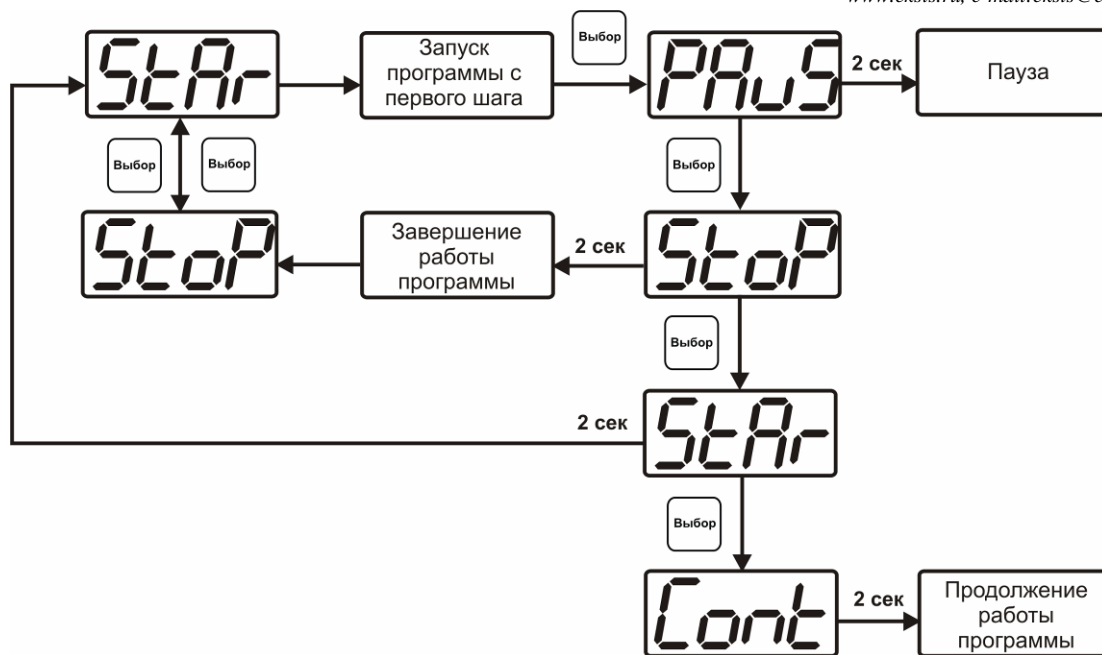 StAr
Запуск
программы с
первого шага
Выбор
PAuS
2 сек
Пауза
Выбор
Выбор
Выбор
StoP
Завершение
работы
программы
2 сек
StoP
Выбор
2 сек
StAr
Выбор
Cont
2 сек
Продолжение
работы
программы